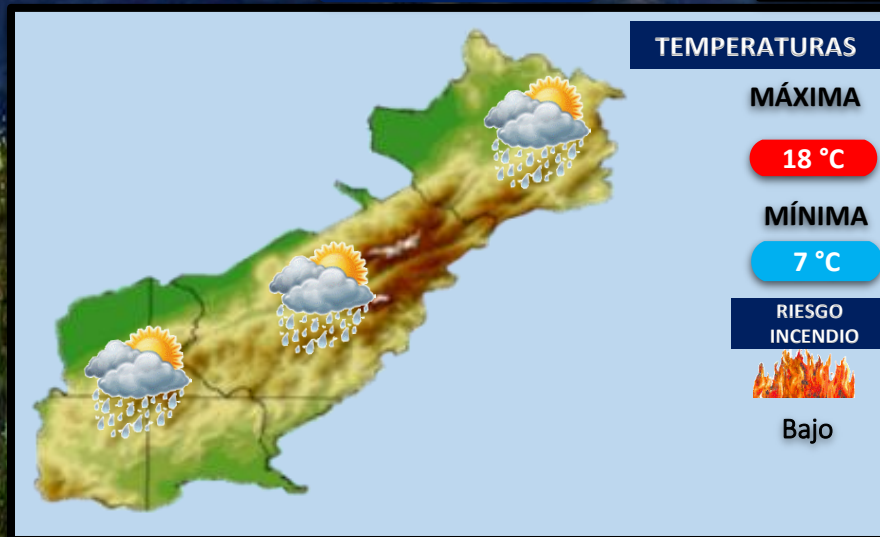 TEMPERATURAS
MÁXIMA
18 °C
MÍNIMA
7 °C
RIESGO
INCENDIO
Bajo